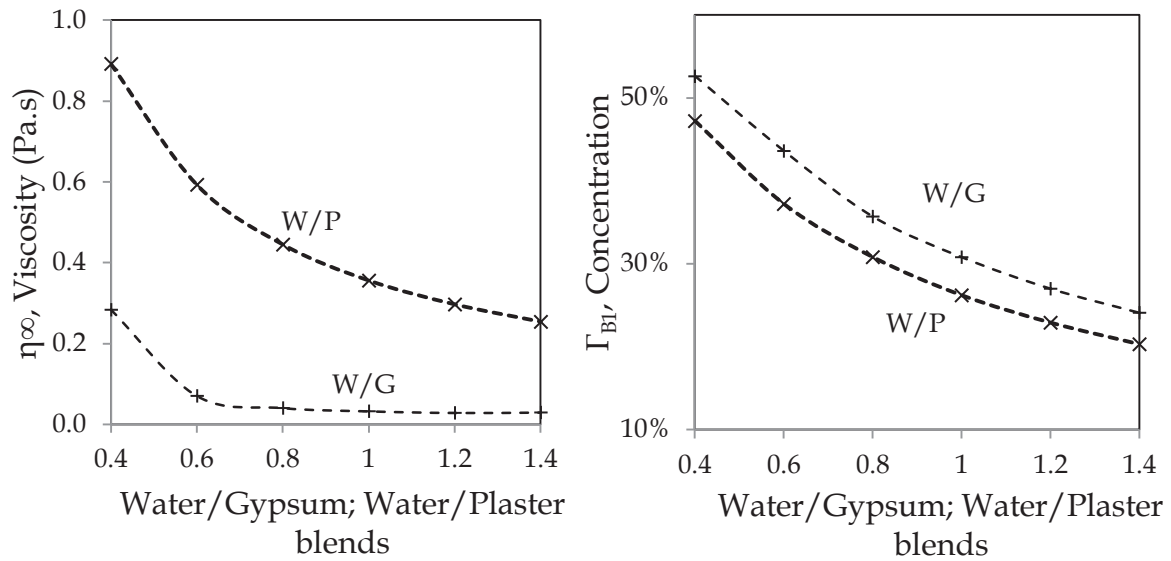 1.0
0.8
0.6
0.4
0.2
0.0
η∞, Viscosity (Pa.s)
W/P
W/G
0.4 0.6 0.8 1 1.2 1.4
Water/Gypsum; Water/Plaster
blends
50%
30%
10%
Γ_B1, Concentration
W/G
W/P
0.4 0.6 0.8 1 1.2 1.4
Water/Gypsum; Water/Plaster
blends